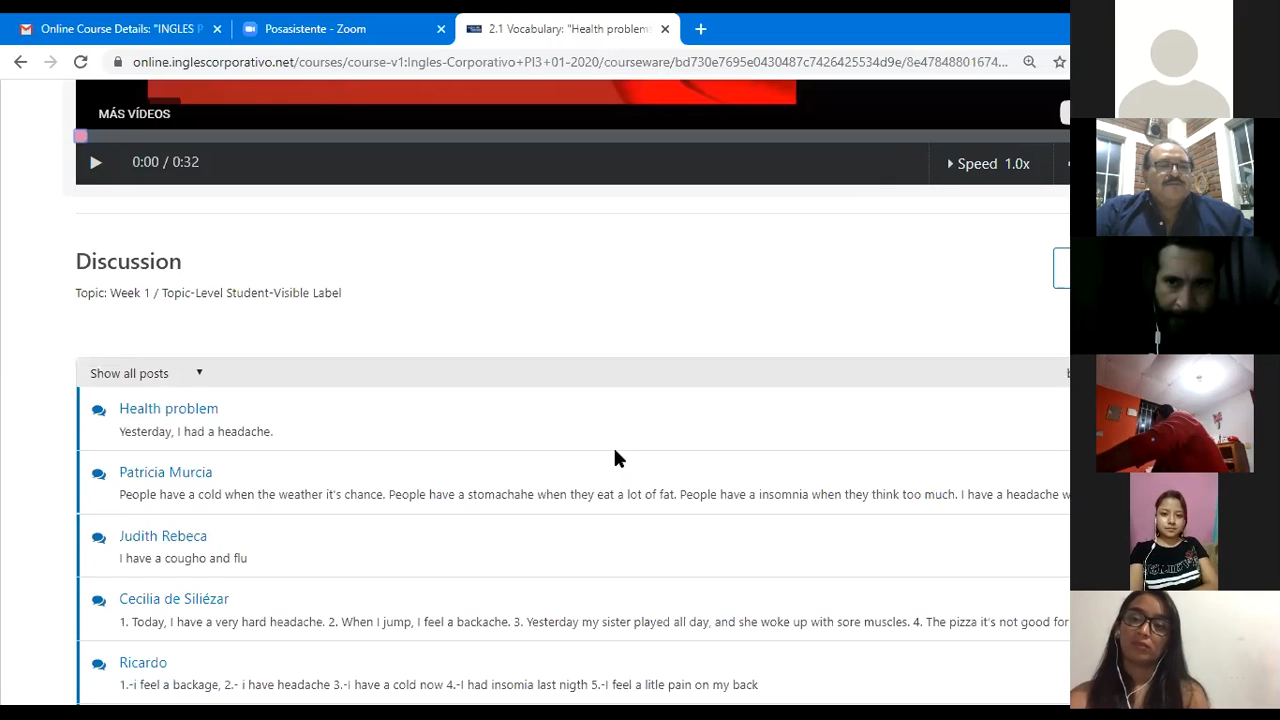 Online Course Details: "INGLES P
Posasistente - Zoom
2.1 Vocabulary: "Health problem
online.inglescorporativo.net/courses/course-v1:Ingles-Corporativo+PI3+01-2020/courseware/bd730e7695e0430487c7426425534d9e/8e47848801674...
MÁS VÍDEOS
0:00 / 0:32
Speed 1.0x
Discussion
Topic: Week 1 / Topic-Level Student-Visible Label
Show all posts
Health problem
Yesterday, I had a headache.
Patricia Murcia
People have a cold when the weather it's chance. People have a stomachahe when they eat a lot of fat. People have a insomnia when they think too much. I have a headache w
Judith Rebeca
I have a cougho and flu
Cecilia de Siliézar
1. Today, I have a very hard headache. 2. When I jump, I feel a backache. 3. Yesterday my sister played all day, and she woke up with sore muscles. 4. The pizza it's not good for
Ricardo
1.-i feel a backage, 2.- i have headache 3.-I have a cold now 4.-I had insomia last nigth 5.-I feel a litle pain on my back